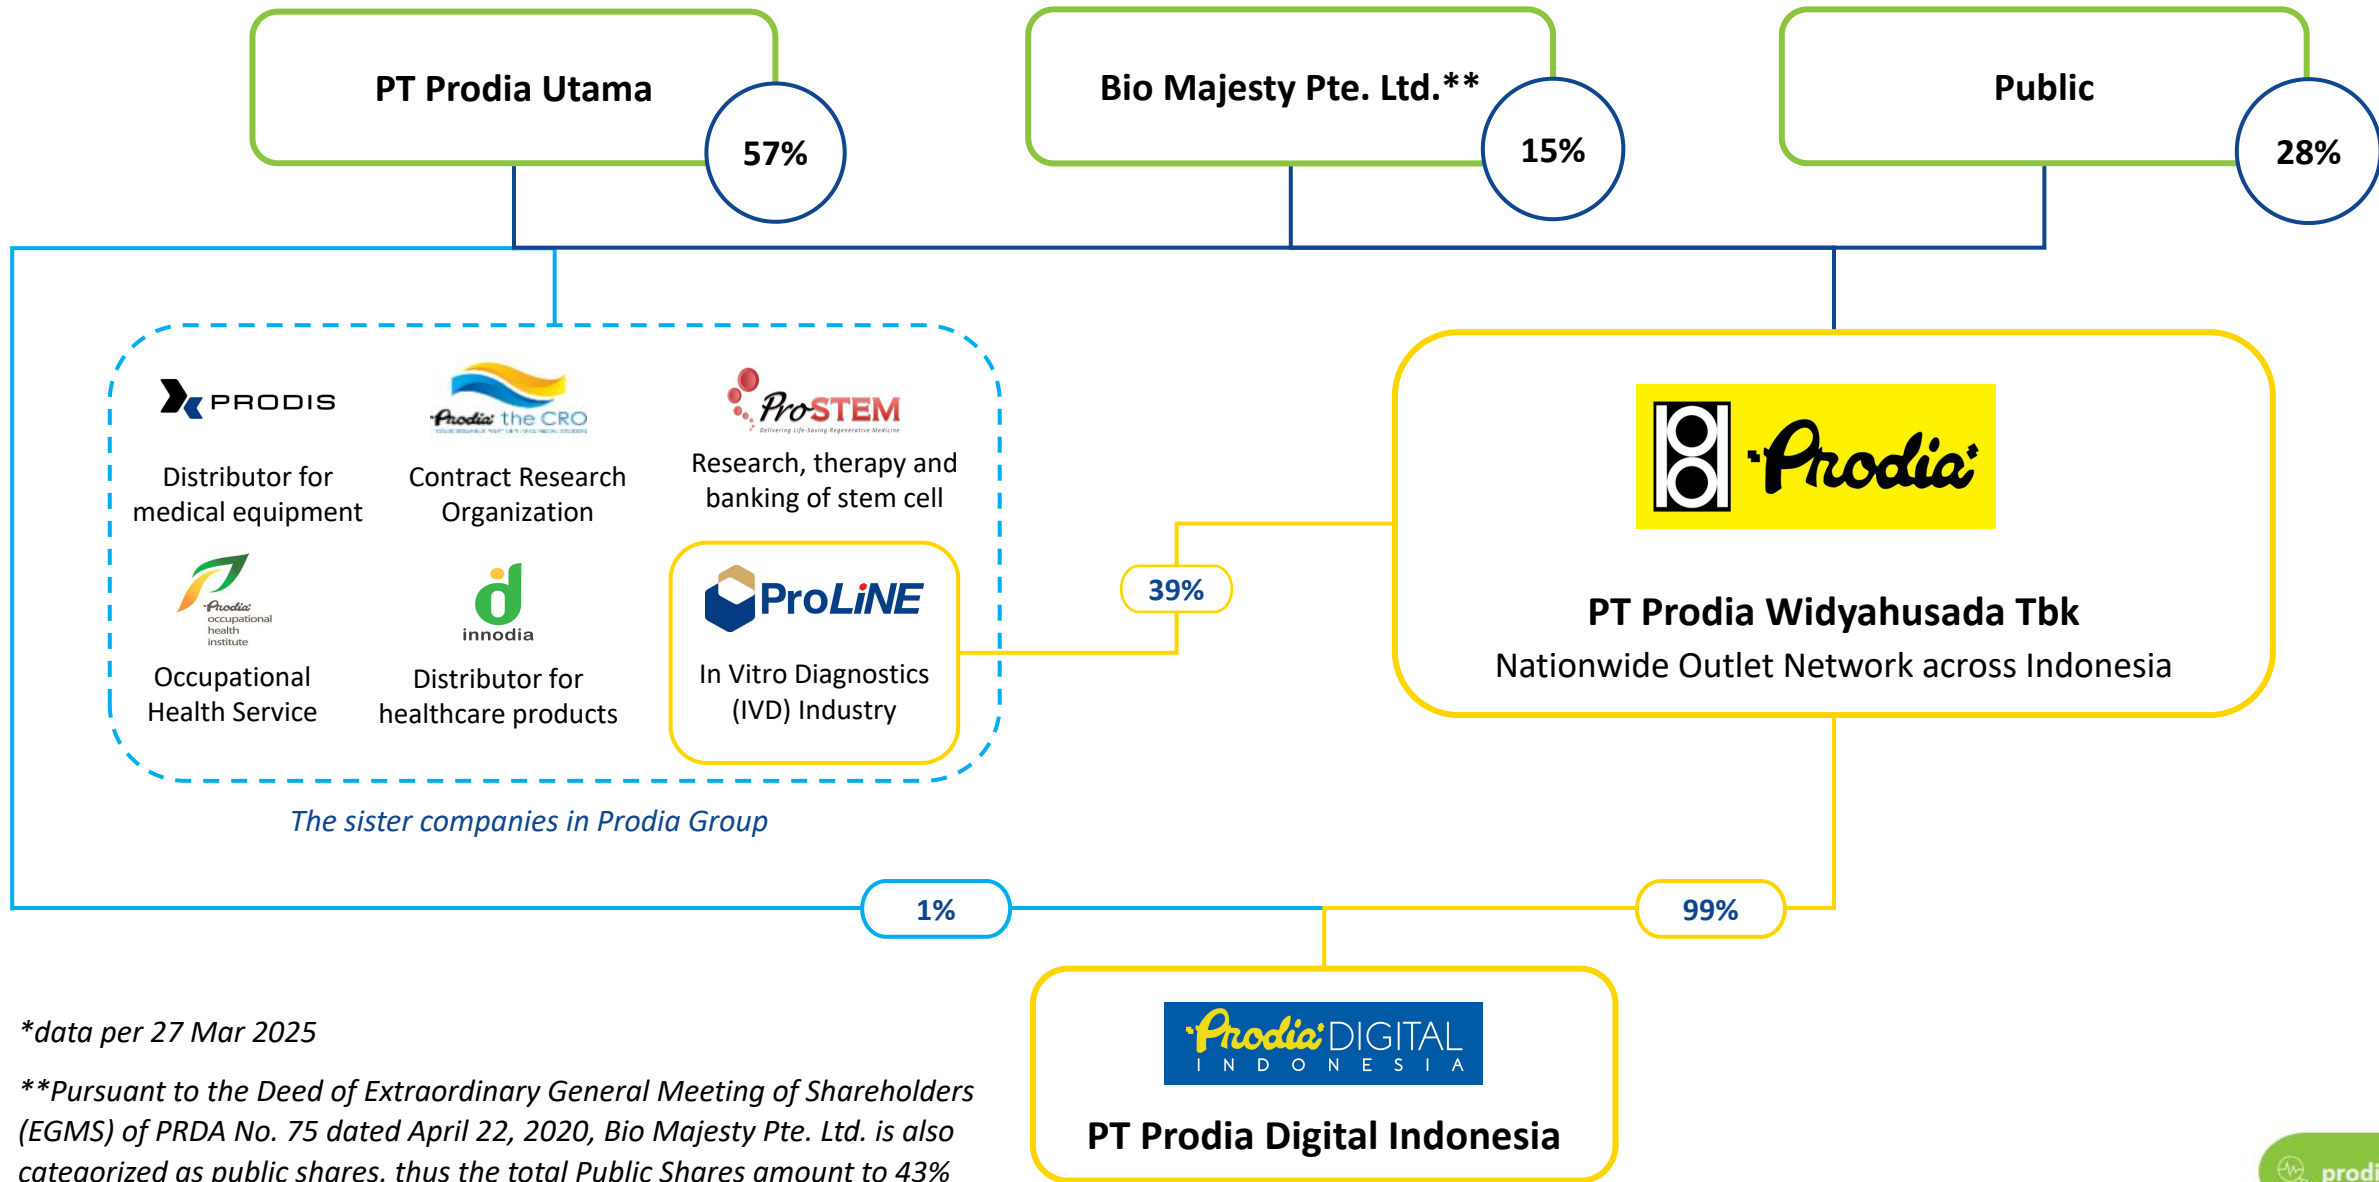 PT Prodia Utama
57%
Bio Majesty Pte. Ltd.**
15%
Public
28%
PRODIS
Distributor for
medical equipment
Prodia the CRO
Contract Research
Organization
ProSTEM
Delivering Life-Saving Regenerative Medicine
Research, therapy and
banking of stem cell
Prodia
occupational
health
institute
Occupational
Health Service
innodia
Distributor for
healthcare products
ProLiNE
In Vitro Diagnostics
(IVD) Industry
The sister companies in Prodia Group
39%
Prodia
PT Prodia Widyahusada Tbk
Nationwide Outlet Network across Indonesia
1%
99%
Prodia DIGITAL
INDONESIA
PT Prodia Digital Indonesia
*data per 27 Mar 2025
**Pursuant to the Deed of Extraordinary General Meeting of Shareholders
(EGMS) of PRDA No. 75 dated April 22, 2020, Bio Majesty Pte. Ltd. is also
categorized as public shares, thus the total Public Shares amount to 43%
prodi